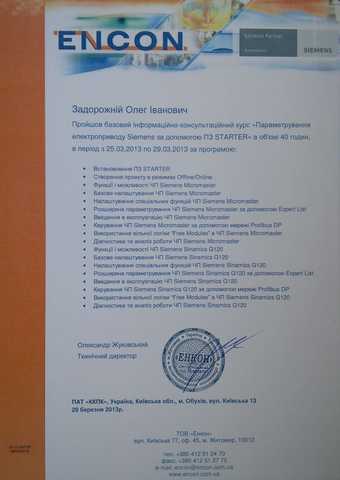 ENCON
Solution Partner
SIEMENS
Задорожній Олег Іванович
Пройшов базовий інформаційно-консультаційний курс «Параметрування
електроприводу Siemens за допомогою ПЗ STARTER» в об'ємі 40 годин,
в період з 25.03.2013 по 29.03.2013 за програмою:
Встановлення ПЗ STARTER
Створення проекту в режимах Offline/Online
Функції і можливості ЧП Siemens Micromaster
Базове налаштування ЧП Siemens Micromaster
Налаштування спеціальних функцій ЧП Siemens Micromaster
Розширена параметрування ЧП Siemens Micromaster за допомогою Expert List
Введення в експлуатацію ЧП Siemens Micromaster
Керування ЧП Siemens Micromaster за допомогою мережі Profibus DP
Використання вільної логіки "Free Modules" в ЧП Siemens Micromaster
Діагностика та аналіз роботи ЧП Siemens Micromaster
Функції і можливості ЧП Siemens Sinamics G120
Базове налаштування ЧП Siemens Sinamics G120
Налаштування спеціальних функцій ЧП Siemens Sinamics G120
Розширена параметрування ЧП Siemens Sinamics G120 за допомогою Expert List
Введення в експлуатацію ЧП Siemens Sinamics G120
Керування ЧП Siemens Sinamics G120 за допомогою мережі Profibus DP
Використання вільної логіки "Free Modules" в ЧП Siemens Sinamics G120
Діагностика та аналіз роботи ЧП Siemens Sinamics G120
Олександр Жуковський
Технічний директор
ЕНКОН
ПАТ «ККПК», Україна, Київська обл., м. Обухів, вул. Київська 13
29 березня 2013р.
ТОВ «Енкон»
вул. Київська 77, оф. 45, м. Житомир, 10012
тел. +380 412 51 24 70
факс. +380 412 51 27 75
e-mail: encon@encon.com.ua
www.encon.com.ua